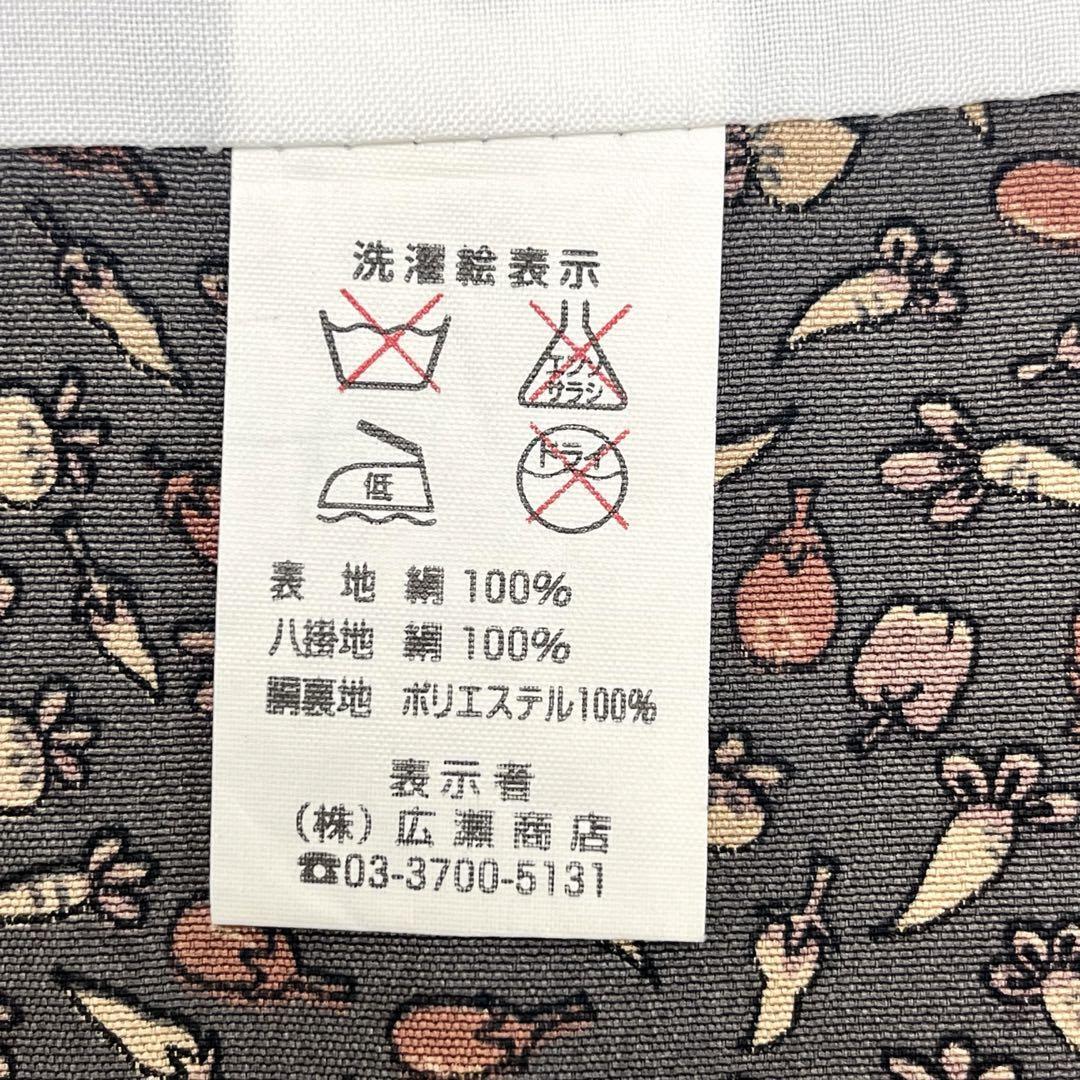 洗濯絵表示
エンソ
サラシ
低
ドライ
表 地 絹 100%
八掛地 絹 100%
胴裏地 ポリエステル100%
表示者
(株)広瀬商店
☎03-3700-5131